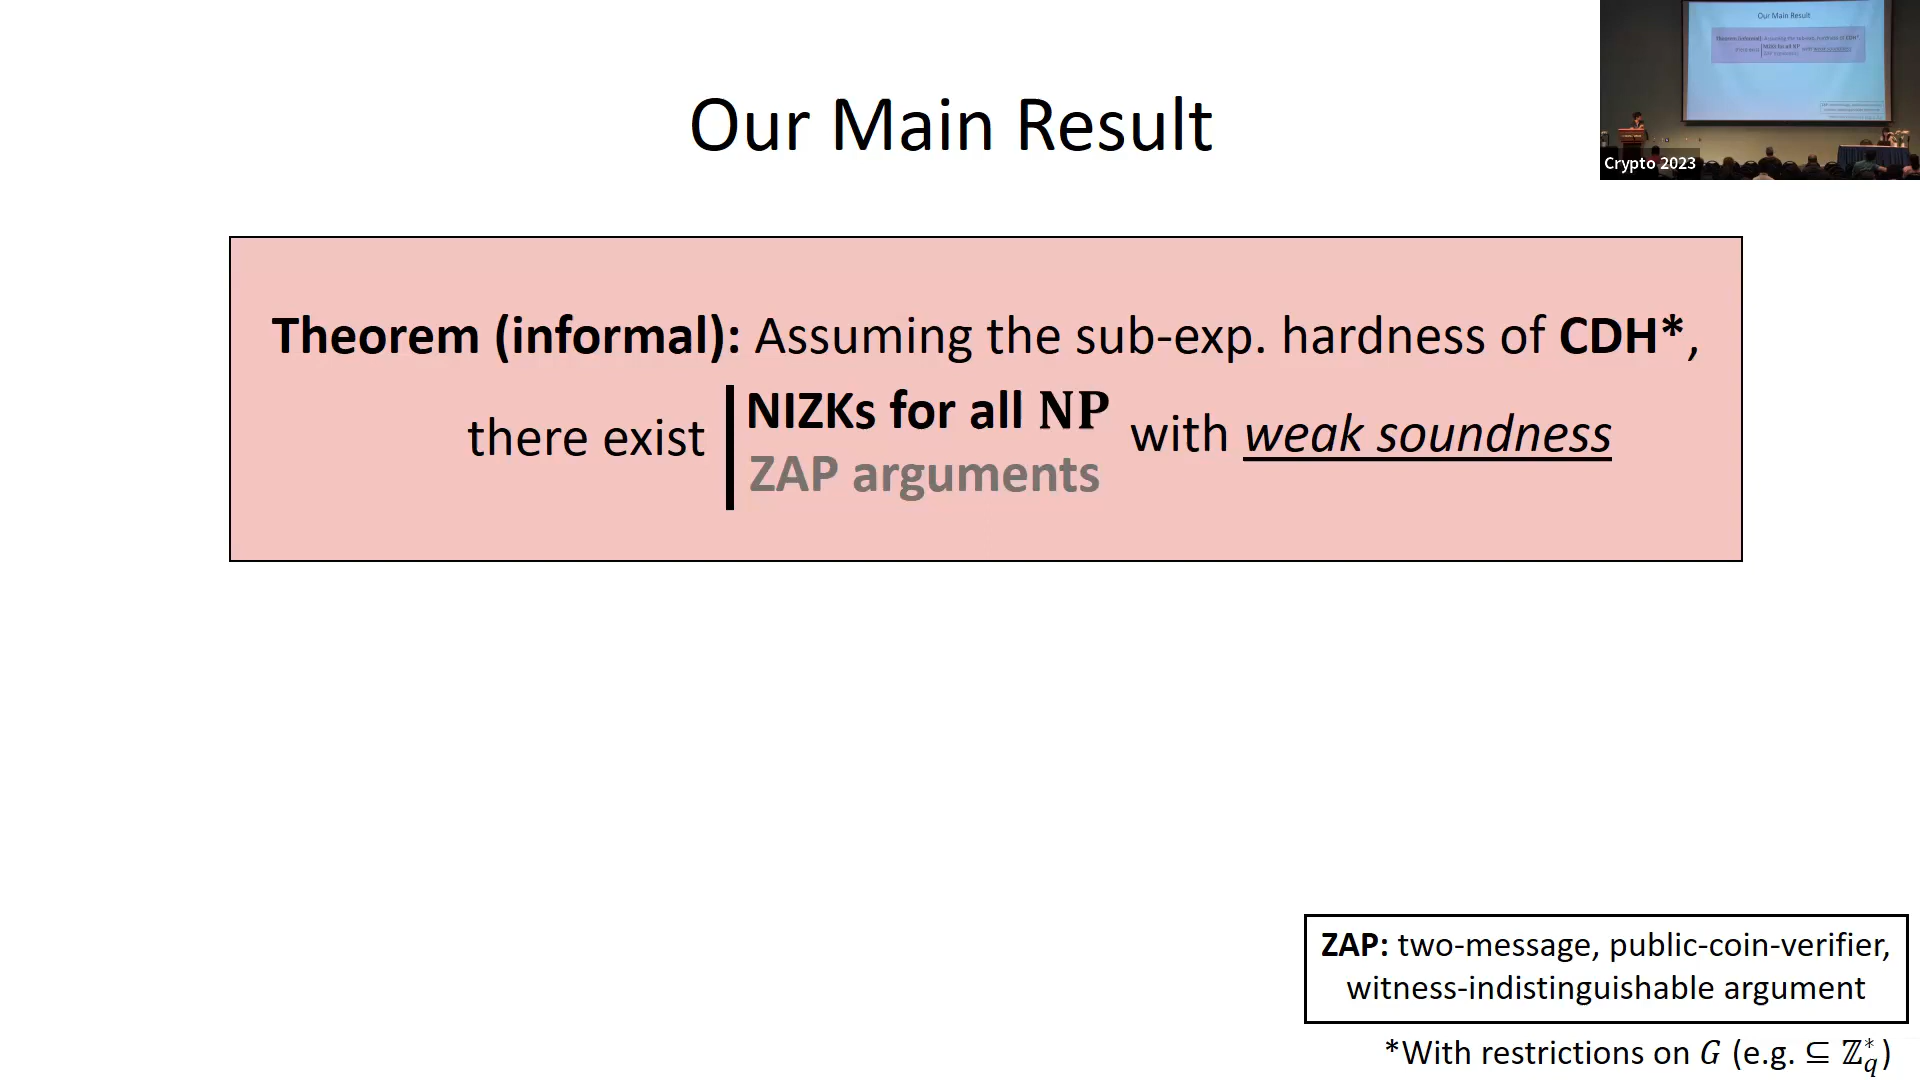 Our Main Result
Crypto 2023
Theorem (informal): Assuming the sub-exp. hardness of CDH*,
there exist
NIZKs for all NP
ZAP arguments
with weak soundness
ZAP: two-message, public-coin-verifier,
witness-indistinguishable argument
*With restrictions on G (e.g. ⊆ ℤ*q)